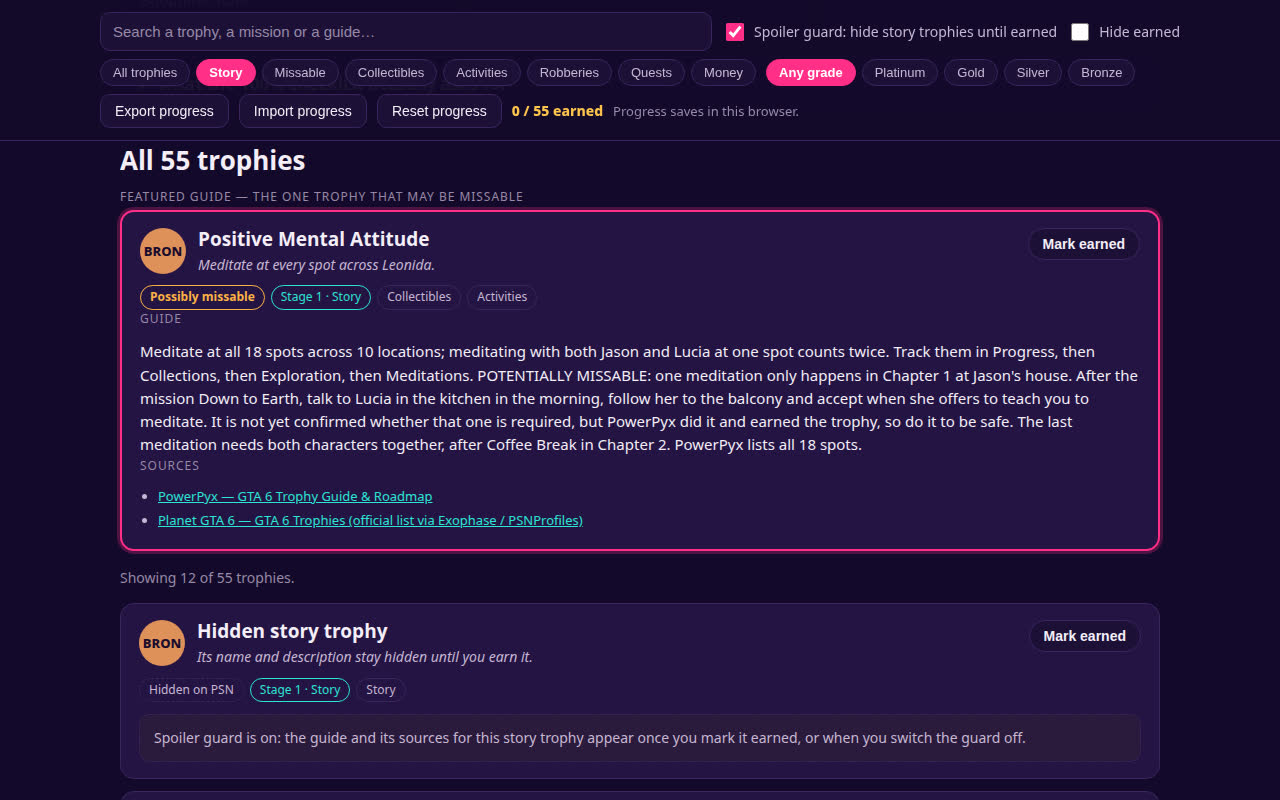 Search a trophy, a mission or a guide…
Spoiler guard: hide story trophies until earned
Hide earned
All trophies
Story
Missable
Collectibles
Activities
Robberies
Quests
Money
Any grade
Platinum
Gold
Silver
Bronze
Export progress
Import progress
Reset progress
0 / 55 earned
Progress saves in this browser.
All 55 trophies
FEATURED GUIDE — THE ONE TROPHY THAT MAY BE MISSABLE
BRON
Positive Mental Attitude
Mark earned
Meditate at every spot across Leonida.
Possibly missable
Stage 1 · Story
Collectibles
Activities
GUIDE
Meditate at all 18 spots across 10 locations; meditating with both Jason and Lucia at one spot counts twice. Track them in Progress, then
Collections, then Exploration, then Meditations. POTENTIALLY MISSABLE: one meditation only happens in Chapter 1 at Jason's house. After the
mission Down to Earth, talk to Lucia in the kitchen in the morning, follow her to the balcony and accept when she offers to teach you to
meditate. It is not yet confirmed whether that one is required, but PowerPyx did it and earned the trophy, so do it to be safe. The last
meditation needs both characters together, after Coffee Break in Chapter 2. PowerPyx lists all 18 spots.
SOURCES
PowerPyx — GTA 6 Trophy Guide & Roadmap
Planet GTA 6 — GTA 6 Trophies (official list via Exophase / PSNProfiles)
Showing 12 of 55 trophies.
BRON
Hidden story trophy
Mark earned
Its name and description stay hidden until you earn it.
Hidden on PSN
Stage 1 · Story
Story
Spoiler guard is on: the guide and its sources for this story trophy appear once you mark it earned, or when you switch the guard off.